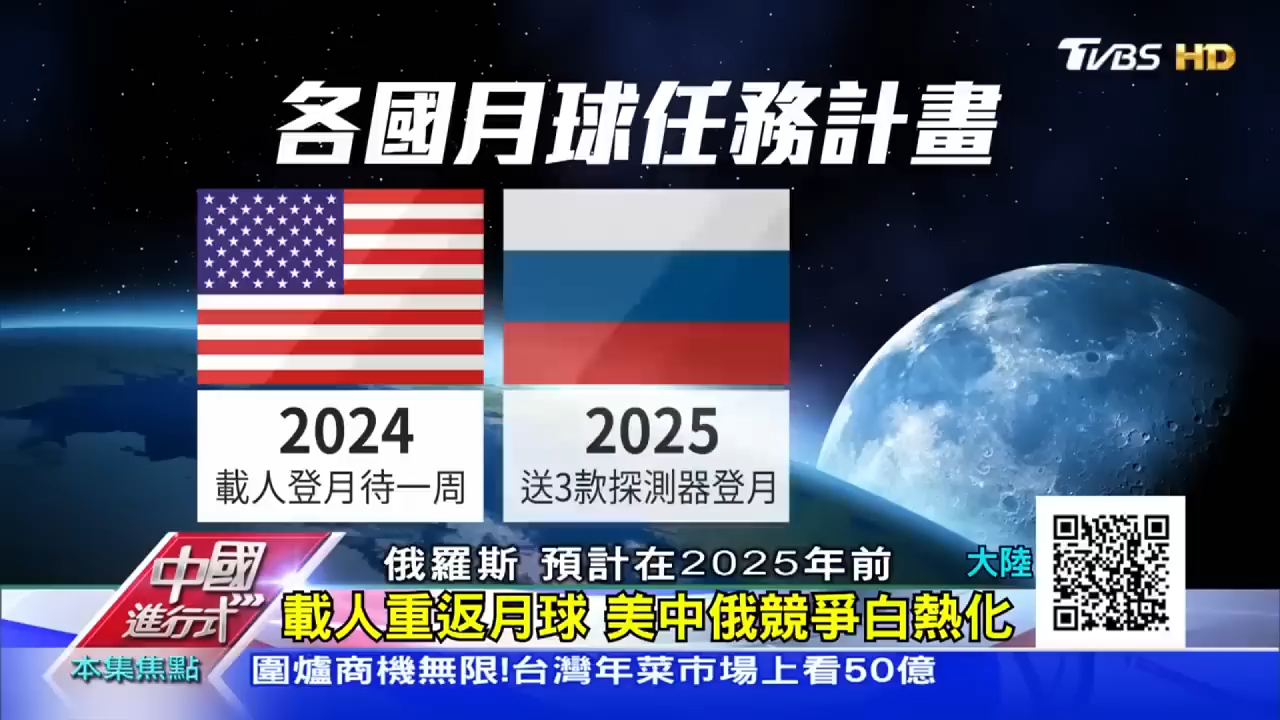 TVBS HD
各國月球任務計畫
2024
載人登月待一周
2025
送3款探測器登月
俄羅斯 預計在2025年前
大陸
中國進行式
載人重返月球 美中俄競爭白熱化
本集焦點
圍爐商機無限!台灣年菜市場上看50億